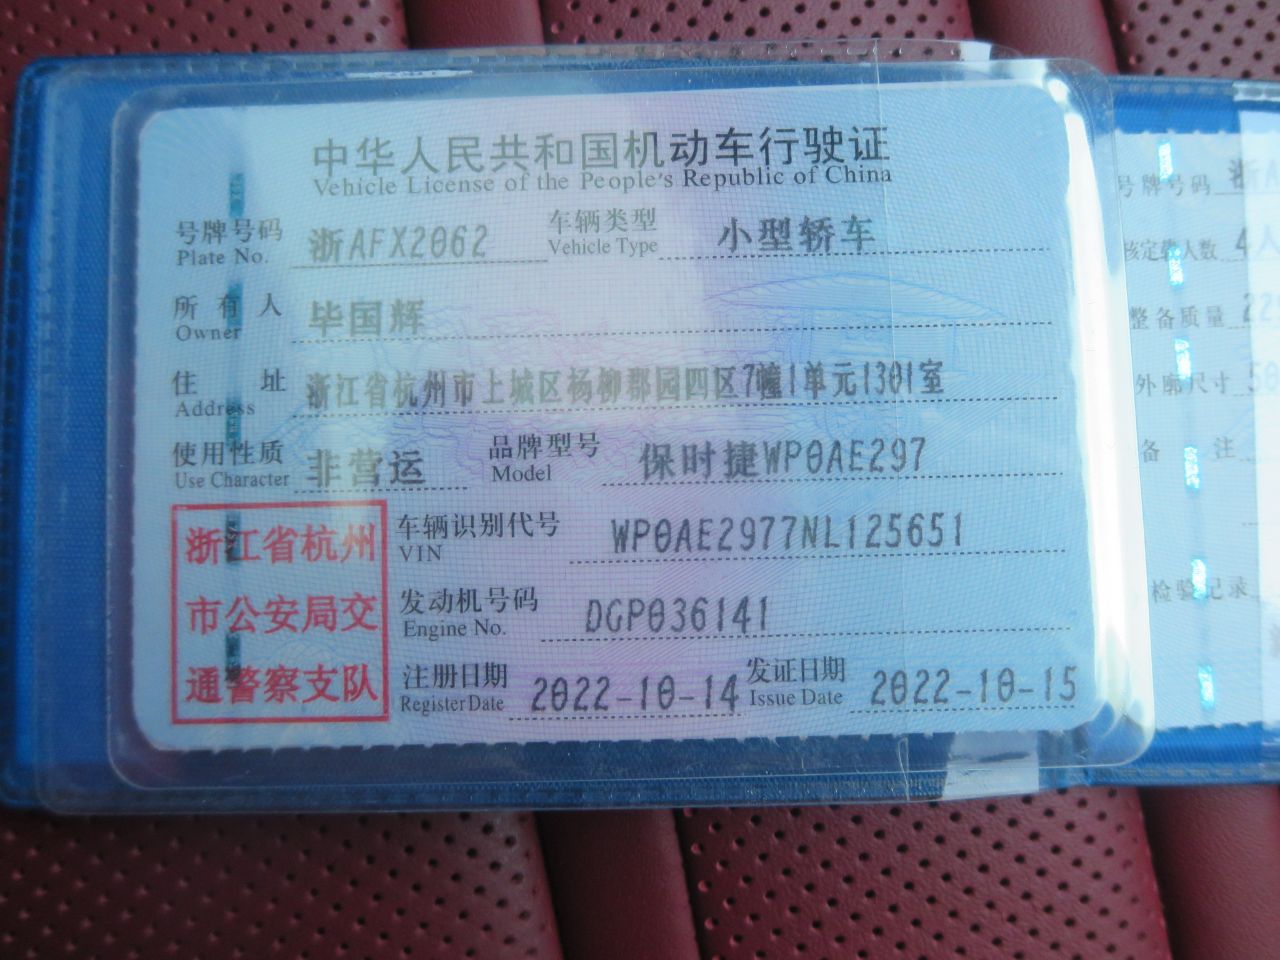 中华人民共和国机动车行驶证
Vehicle License of the People's Republic of China
号牌号码 浙AFX2062 车辆类型 小型轿车
Plate No. Vehicle Type
所有人 毕国辉
Owner
住址 浙江省杭州市上城区杨柳郡园四区7幢1单元1301室
Address
使用性质 非营运 品牌型号 保时捷WP0AE297
Use Character Model
浙江省杭州
市公安局交
通警察支队
车辆识别代号 WP0AE2977NL125651
VIN
发动机号码 DGP036141
Engine No.
注册日期 2022-10-14 发证日期 2022-10-15
Register Date Issue Date
号牌号码 浙A
核定载人数 4人
整备质量 22
外廓尺寸 50
备注
检验记录